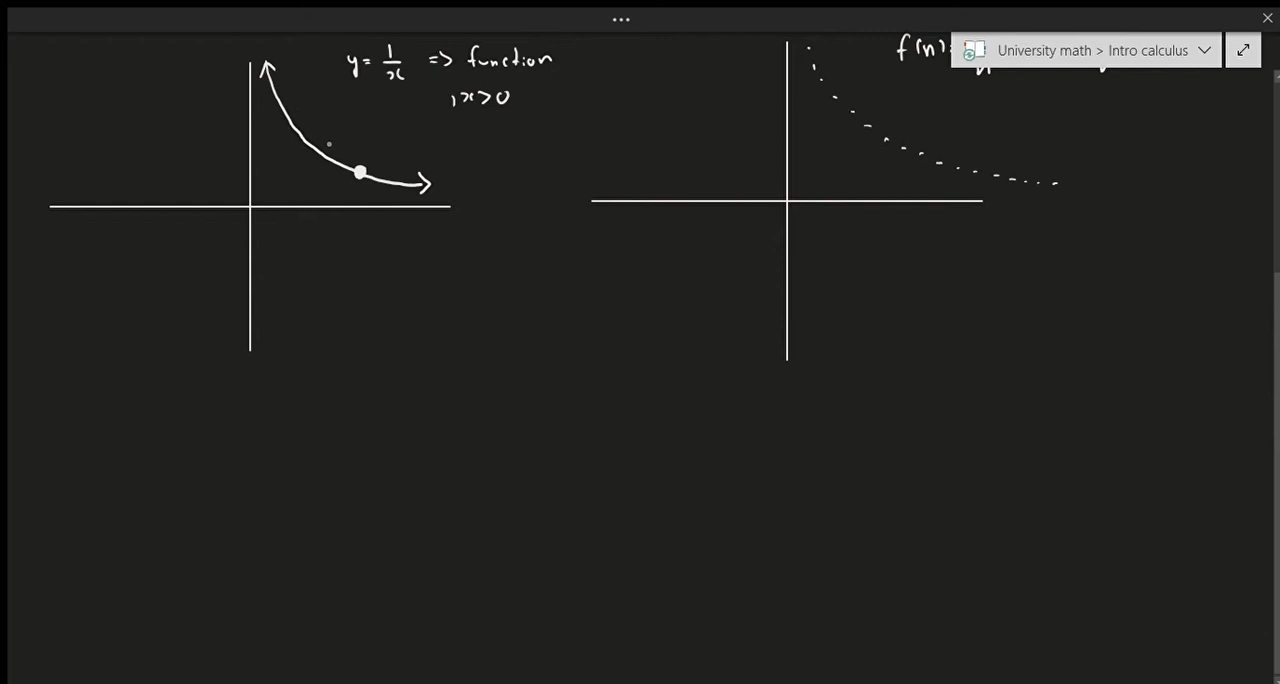 y = 1/x => function
, x > 0
f(n)
University math > Intro calculus